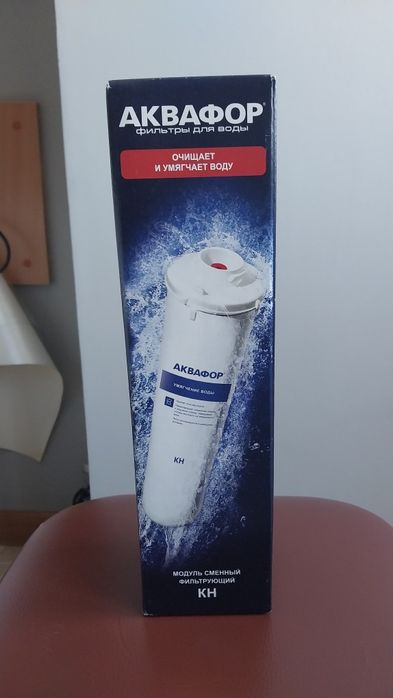 АКВАФОР®
ФИЛЬТРЫ ДЛЯ ВОДЫ
ОЧИЩАЕТ
И УМЯГЧАЕТ ВОДУ
АКВАФОР
УМЯГЧЕНИЕ ВОДЫ
КН
МОДУЛЬ СМЕННЫЙ
ФИЛЬТРУЮЩИЙ
КН